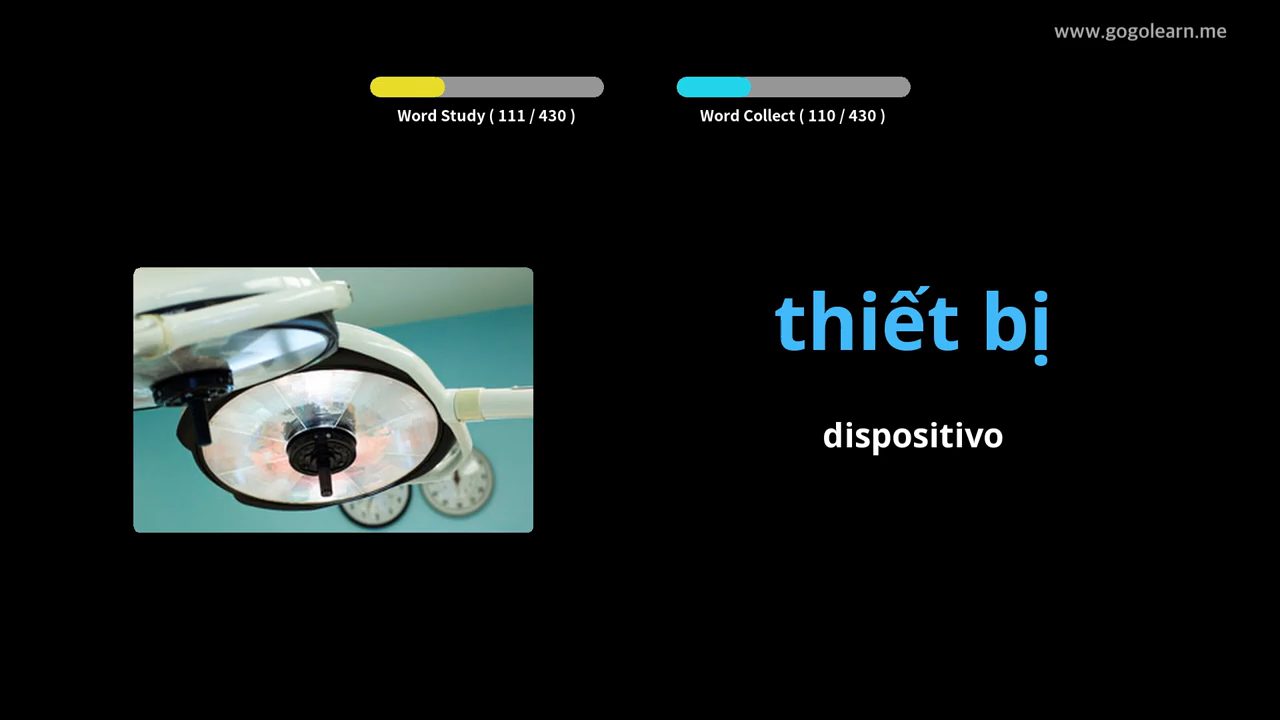 www.gogolearn.me
Word Study ( 111 / 430 )
Word Collect ( 110 / 430 )
thiết bị
dispositivo